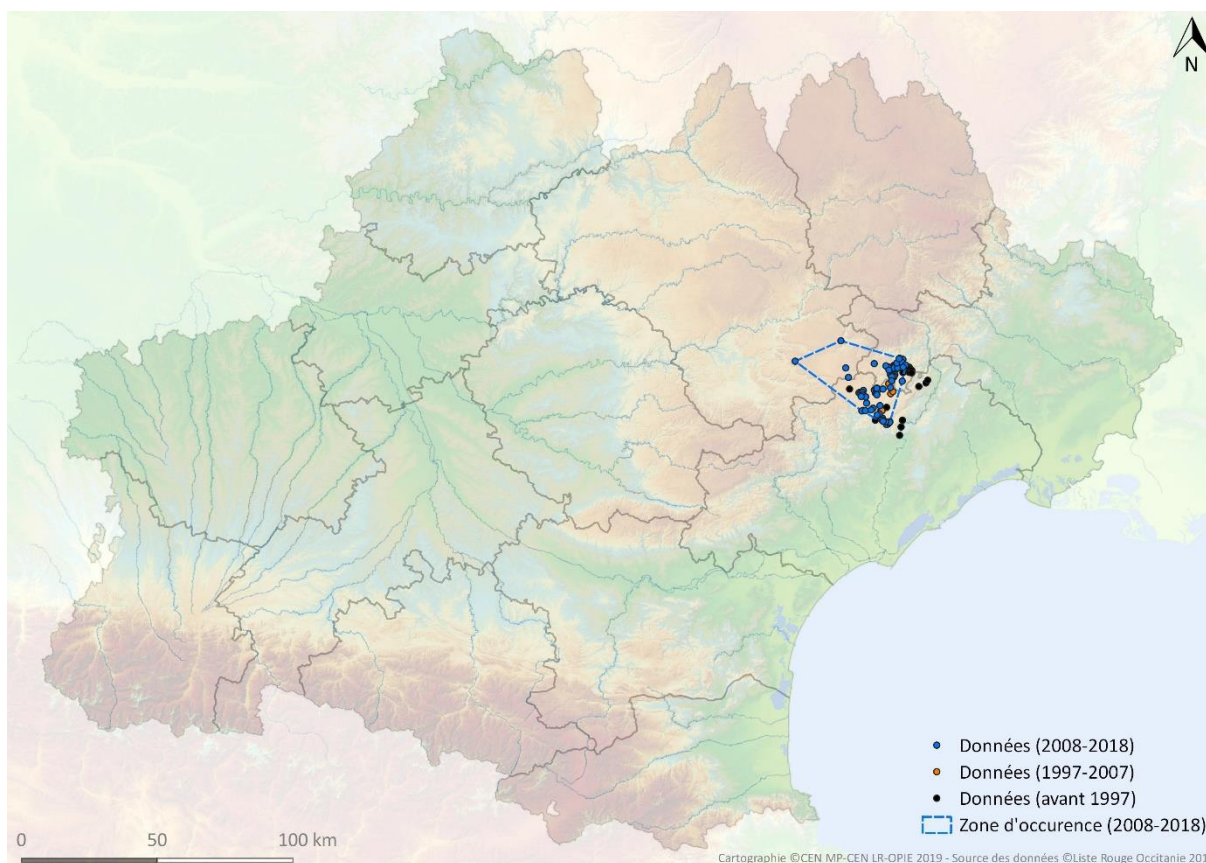 N
Données (2008-2018)
Données (1997-2007)
Données (avant 1997)
Zone d'occurence (2008-2018)
0 50 100 km
Cartographie ©CEN MP-CEN LR-OPIE 2019 - Source des données ©Liste Rouge Occitanie 201